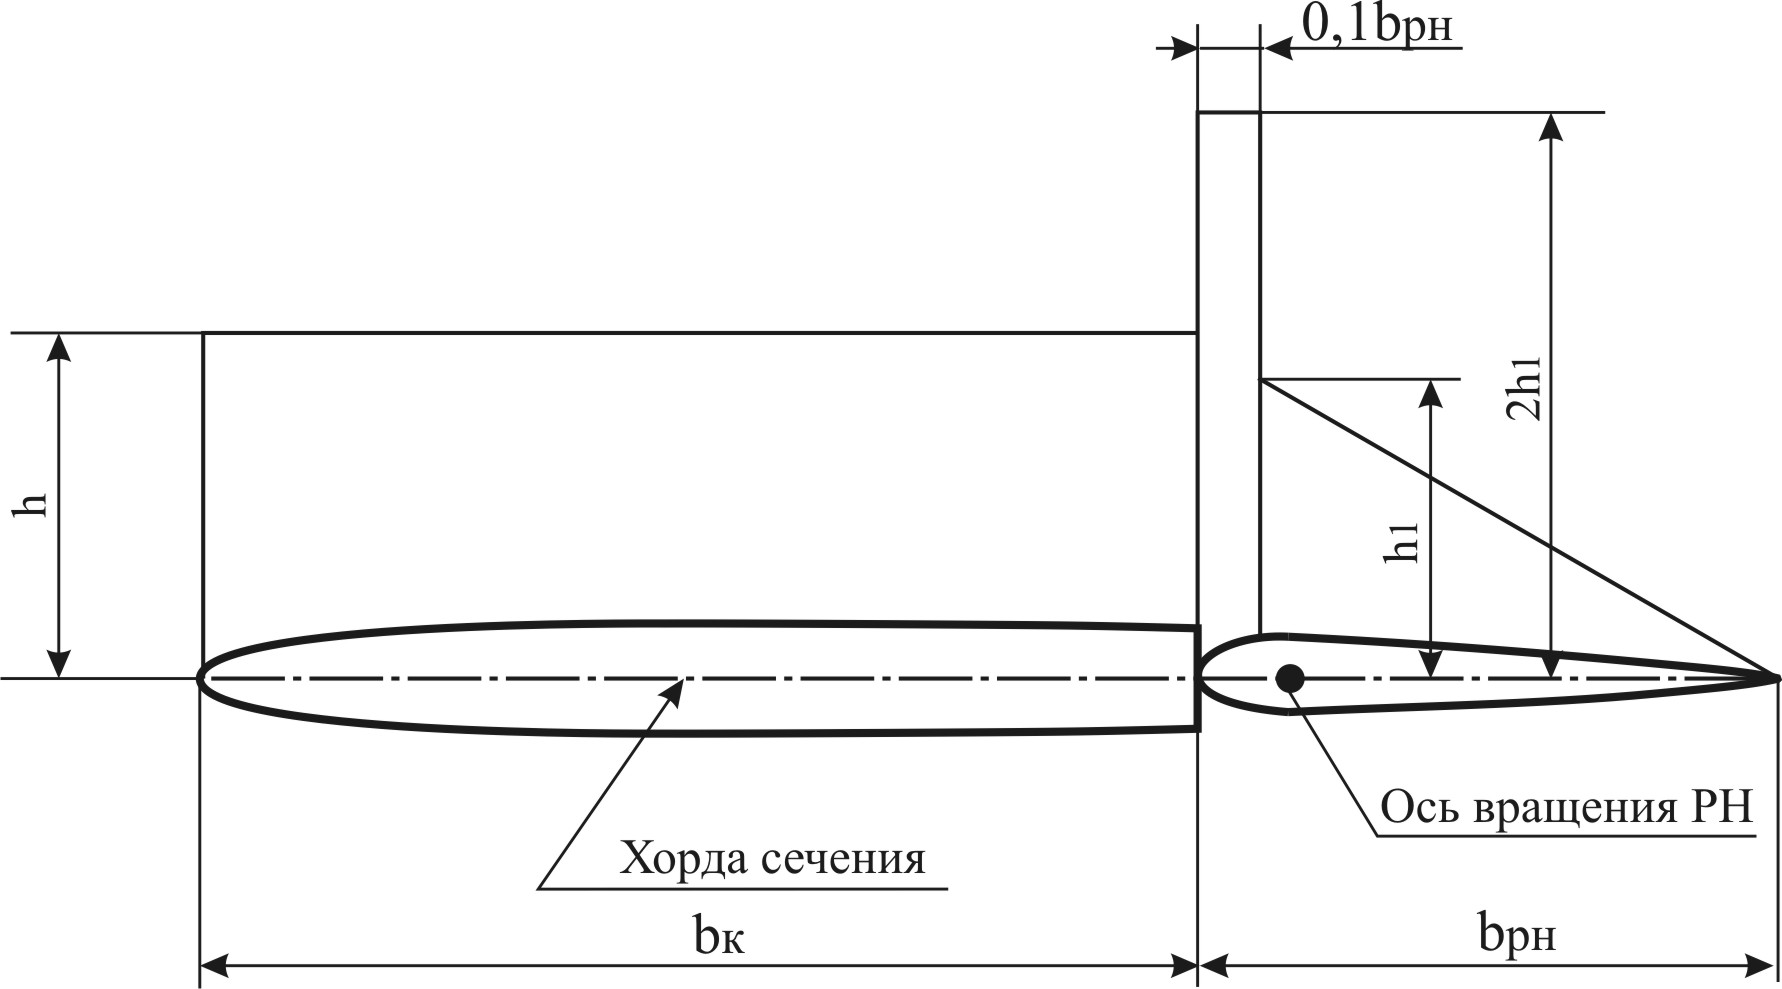 0,1bрн
2h1
h
h1
Ось вращения РН
Хорда сечения
bк
bрн